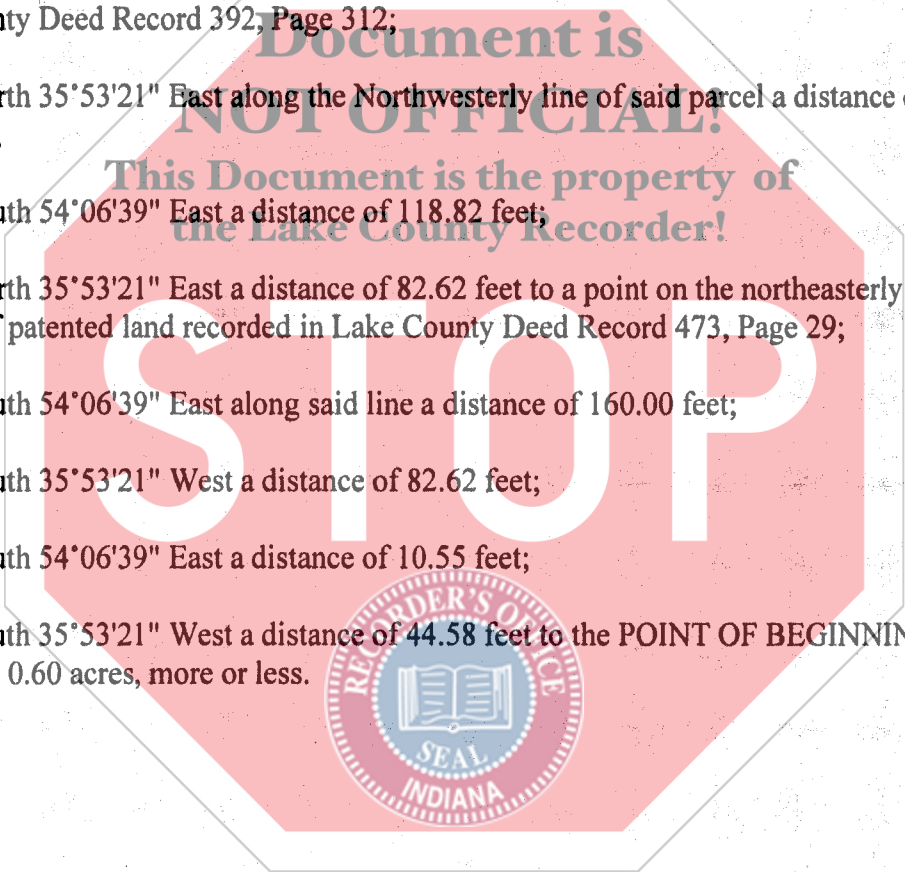 nty Deed Record 392, Page 312;
Document is
rth 35°53'21" East along the Northwesterly line of said parcel a distance
NOT OFFICIAL!
This Document is the property of
uth 54°06'39" East a distance of 118.82 feet;
the Lake County Recorder!
rth 35°53'21" East a distance of 82.62 feet to a point on the northeasterly
patented land recorded in Lake County Deed Record 473, Page 29;
STOP
uth 54°06'39" East along said line a distance of 160.00 feet;
uth 35°53'21" West a distance of 82.62 feet;
uth 54°06'39" East a distance of 10.55 feet;
uth 35°53'21" West a distance of 44.58 feet to the POINT OF BEGINNIN
0.60 acres, more or less.
RECORDER'S OFFICE
SEAL
INDIANA